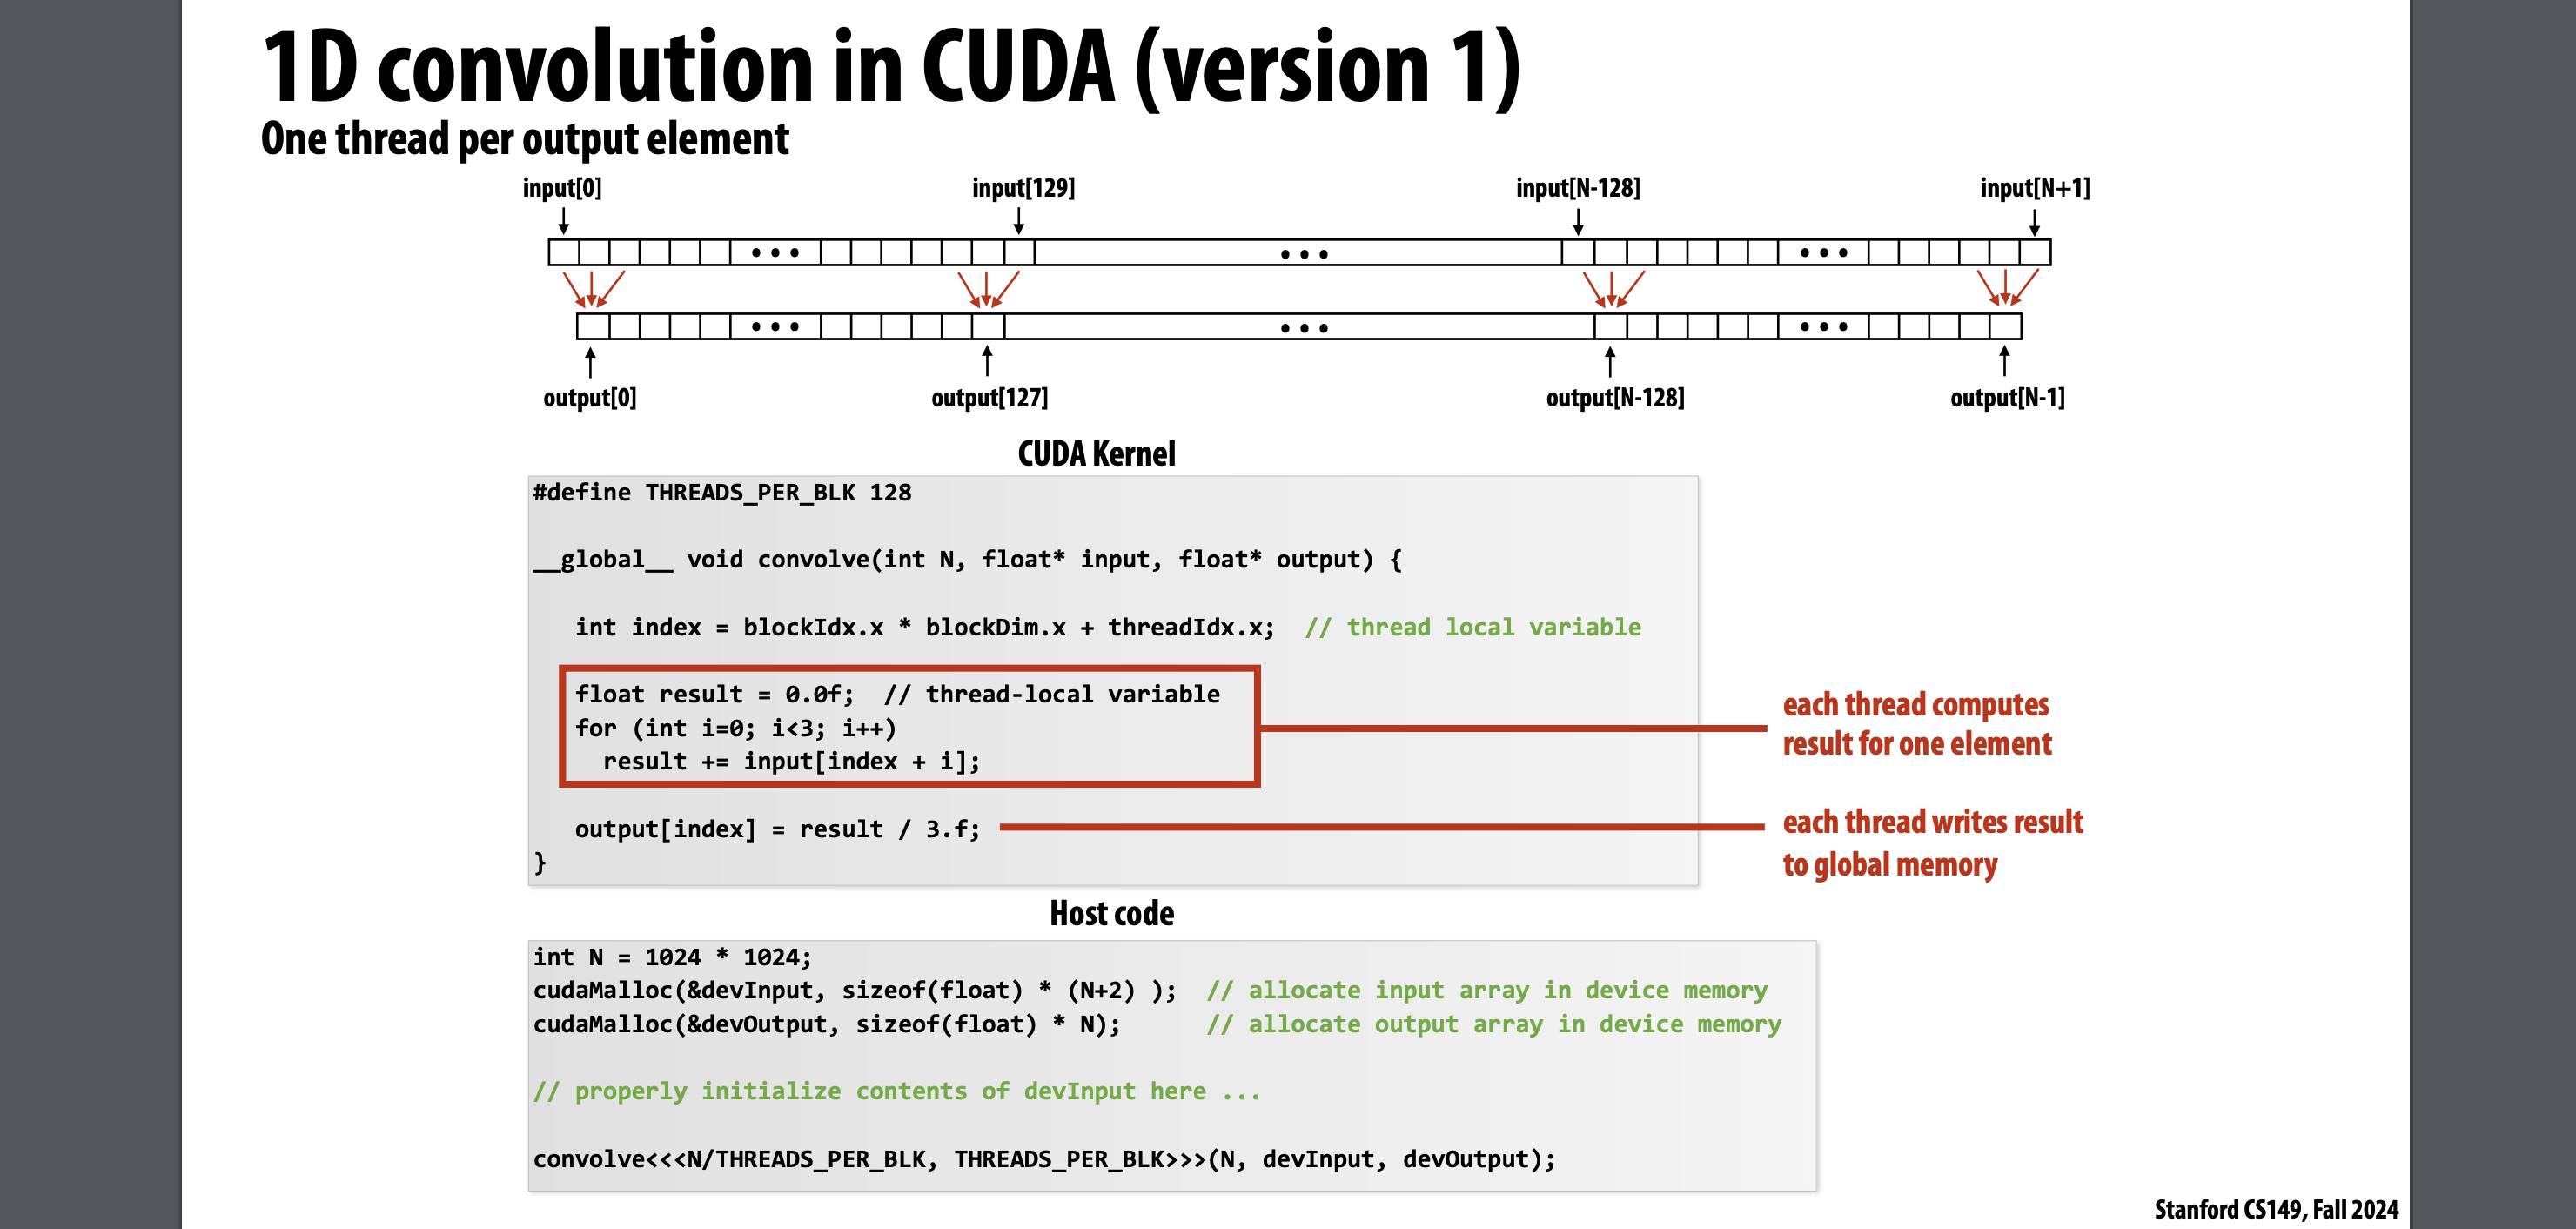 1D convolution in CUDA (version 1)
One thread per output element
input[0] input[129] input[N-128] input[N+1]
output[0] output[127] output[N-128] output[N-1]
CUDA Kernel
#define THREADS_PER_BLK 128
__global__ void convolve(int N, float* input, float* output) {
int index = blockIdx.x * blockDim.x + threadIdx.x;  // thread local variable
float result = 0.0f;  // thread-local variable
for (int i=0; i<3; i++)
result += input[index + i];
each thread computes
result for one element
output[index] = result / 3.f;
each thread writes result
to global memory
}
Host code
int N = 1024 * 1024;
cudaMalloc(&devInput, sizeof(float) * (N+2) );  // allocate input array in device memory
cudaMalloc(&devOutput, sizeof(float) * N);      // allocate output array in device memory
// properly initialize contents of devInput here ...
convolve<<<N/THREADS_PER_BLK, THREADS_PER_BLK>>>(N, devInput, devOutput);
Stanford CS149, Fall 2024